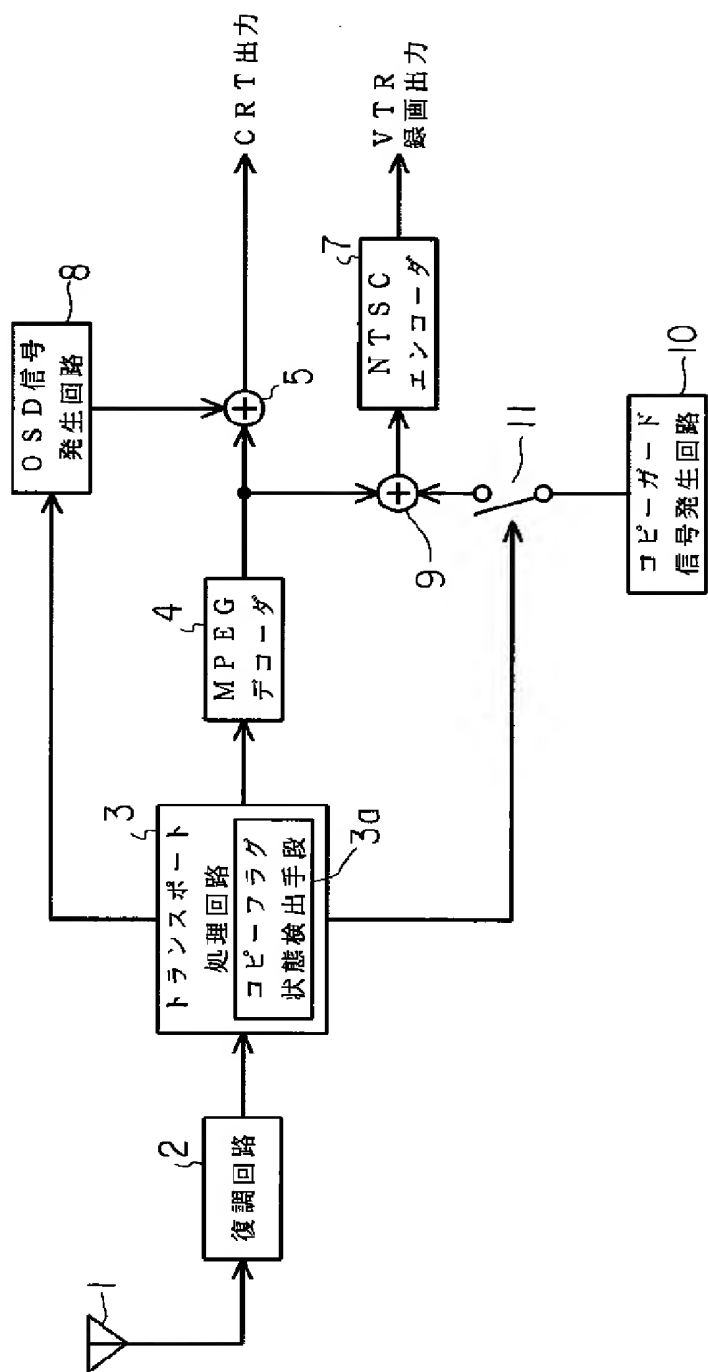 1
2
復調回路
3
トランスポート
処理回路
コピーフラグ
状態検出手段
3a
4
MPEG
デコーダ
8
OSD信号
発生回路
5
CRT出力
9
7
NTSC
エンコーダ
VTR
録画出力
11
10
コピーガード
信号発生回路